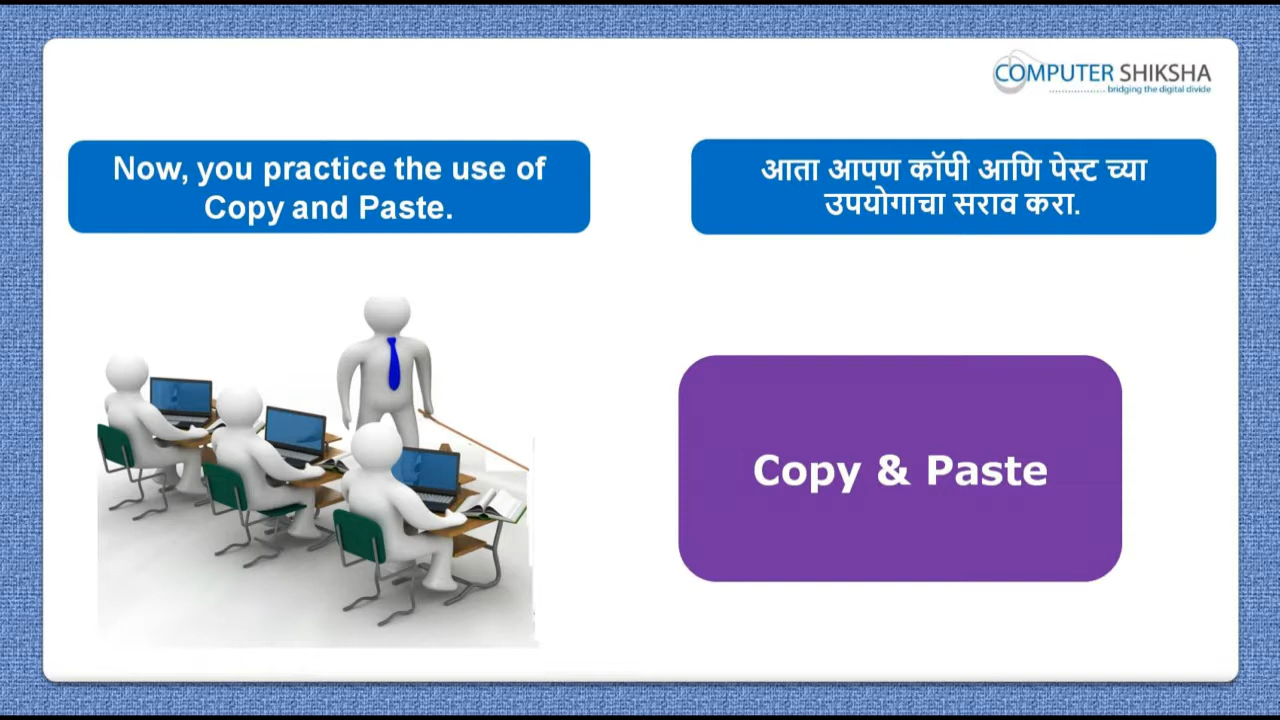 COMPUTER SHIKSHA
bridging the digital divide
Now, you practice the use of
Copy and Paste.
आता आपण कॉपी आणि पेस्ट च्या
उपयोगाचा सराव करा.
Copy & Paste